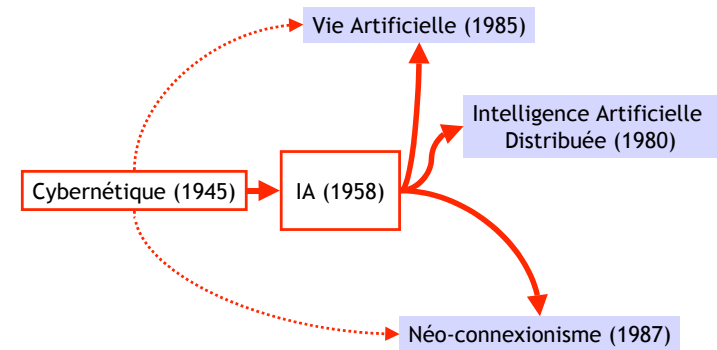 Vie Artificielle (1985)
Intelligence Artificielle
Distribuée (1980)
Cybernétique (1945)
IA (1958)
Néo-connexionisme (1987)